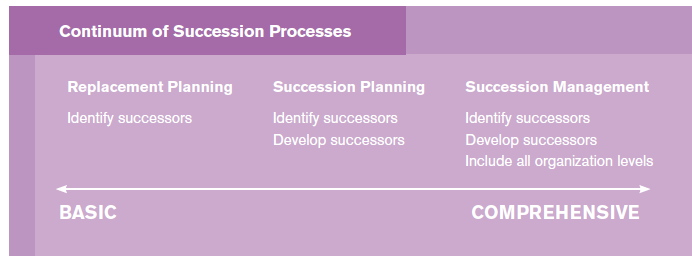 Continuum of Succession Processes
Replacement Planning
Identify successors
Succession Planning
Identify successors
Develop successors
Succession Management
Identify successors
Develop successors
Include all organization levels
BASIC
COMPREHENSIVE